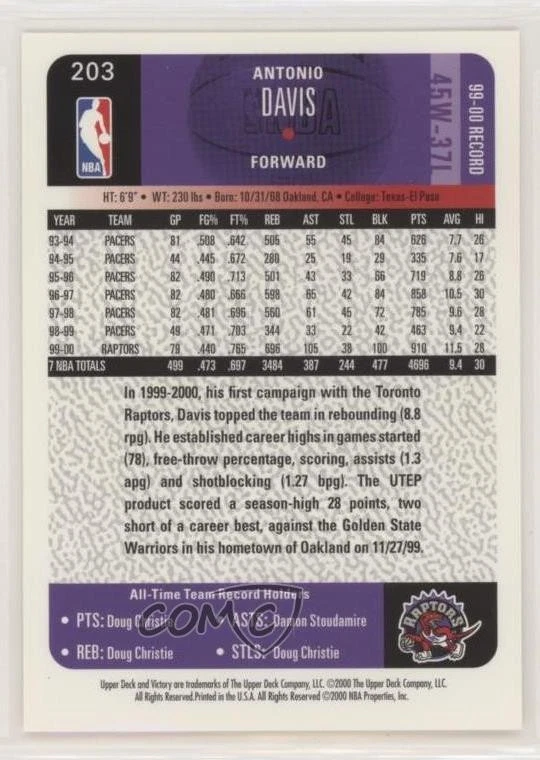 203
ANTONIO
DAVIS
FORWARD
NBA
45W-37L
99-00 RECORD
HT: 6'9" • WT: 230 lbs • Born: 10/31/68 Oakland, CA • College: Texas-El Paso
YEAR TEAM GP FG% FT% REB AST STL BLK PTS AVG HI
93-94 PACERS 81 .508 .642 505 55 45 84 626 7.7 26
94-95 PACERS 44 .445 .672 280 25 19 29 335 7.6 17
95-96 PACERS 82 .490 .713 501 43 33 66 719 8.8 26
96-97 PACERS 82 .480 .666 598 65 42 84 858 10.5 30
97-98 PACERS 82 .481 .696 560 61 45 72 785 9.6 28
98-99 PACERS 49 .471 .703 344 33 22 42 463 9.4 22
99-00 RAPTORS 79 .440 .765 696 105 38 100 910 11.5 28
7 NBA TOTALS 499 .473 .697 3484 387 244 477 4696 9.4 30
In 1999-2000, his first campaign with the Toronto
Raptors, Davis topped the team in rebounding (8.8
rpg). He established career highs in games started
(78), free-throw percentage, scoring, assists (1.3
apg) and shotblocking (1.27 bpg). The UTEP
product scored a season-high 28 points, two
short of a career best, against the Golden State
Warriors in his hometown of Oakland on 11/27/99.
All-Time Team Record Holders
• PTS: Doug Christie • ASTS: Damon Stoudamire
• REB: Doug Christie • STLS: Doug Christie
RAPTORS
COMC
Upper Deck and Victory are trademarks of The Upper Deck Company, LLC. ©2000 The Upper Deck Company, LLC.
All Rights Reserved.Printed in the U.S.A. All Rights Reserved ©2000 NBA Properties, Inc.